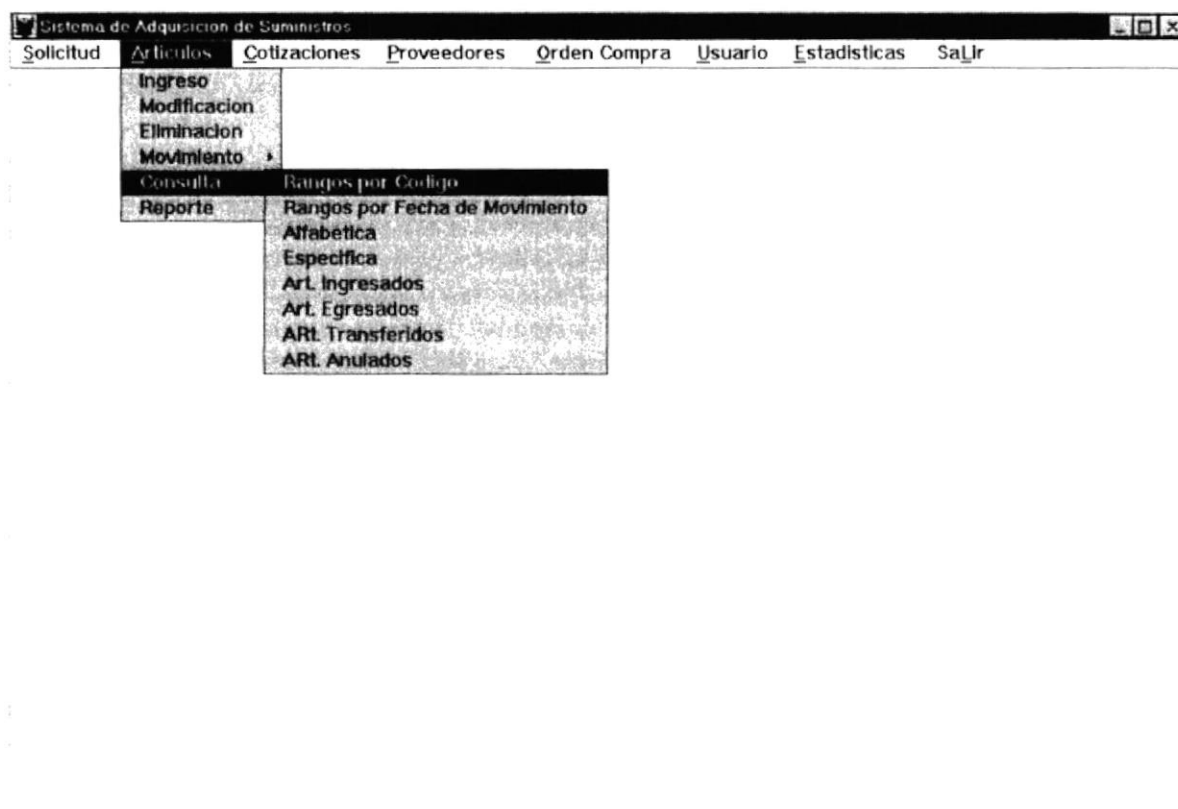 Sistema de Adquisicion de Suministros
Solicitud Articulos Cotizaciones Proveedores Orden Compra Usuario Estadisticas SaLir
Ingreso
Modificacion
Eliminacion
Movimiento
Consulta Rangos por Codigo
Reporte Rangos por Fecha de Movimiento
Alfabetica
Especifica
Art. Ingresados
Art. Egresados
ARt. Transferidos
ARt. Anulados